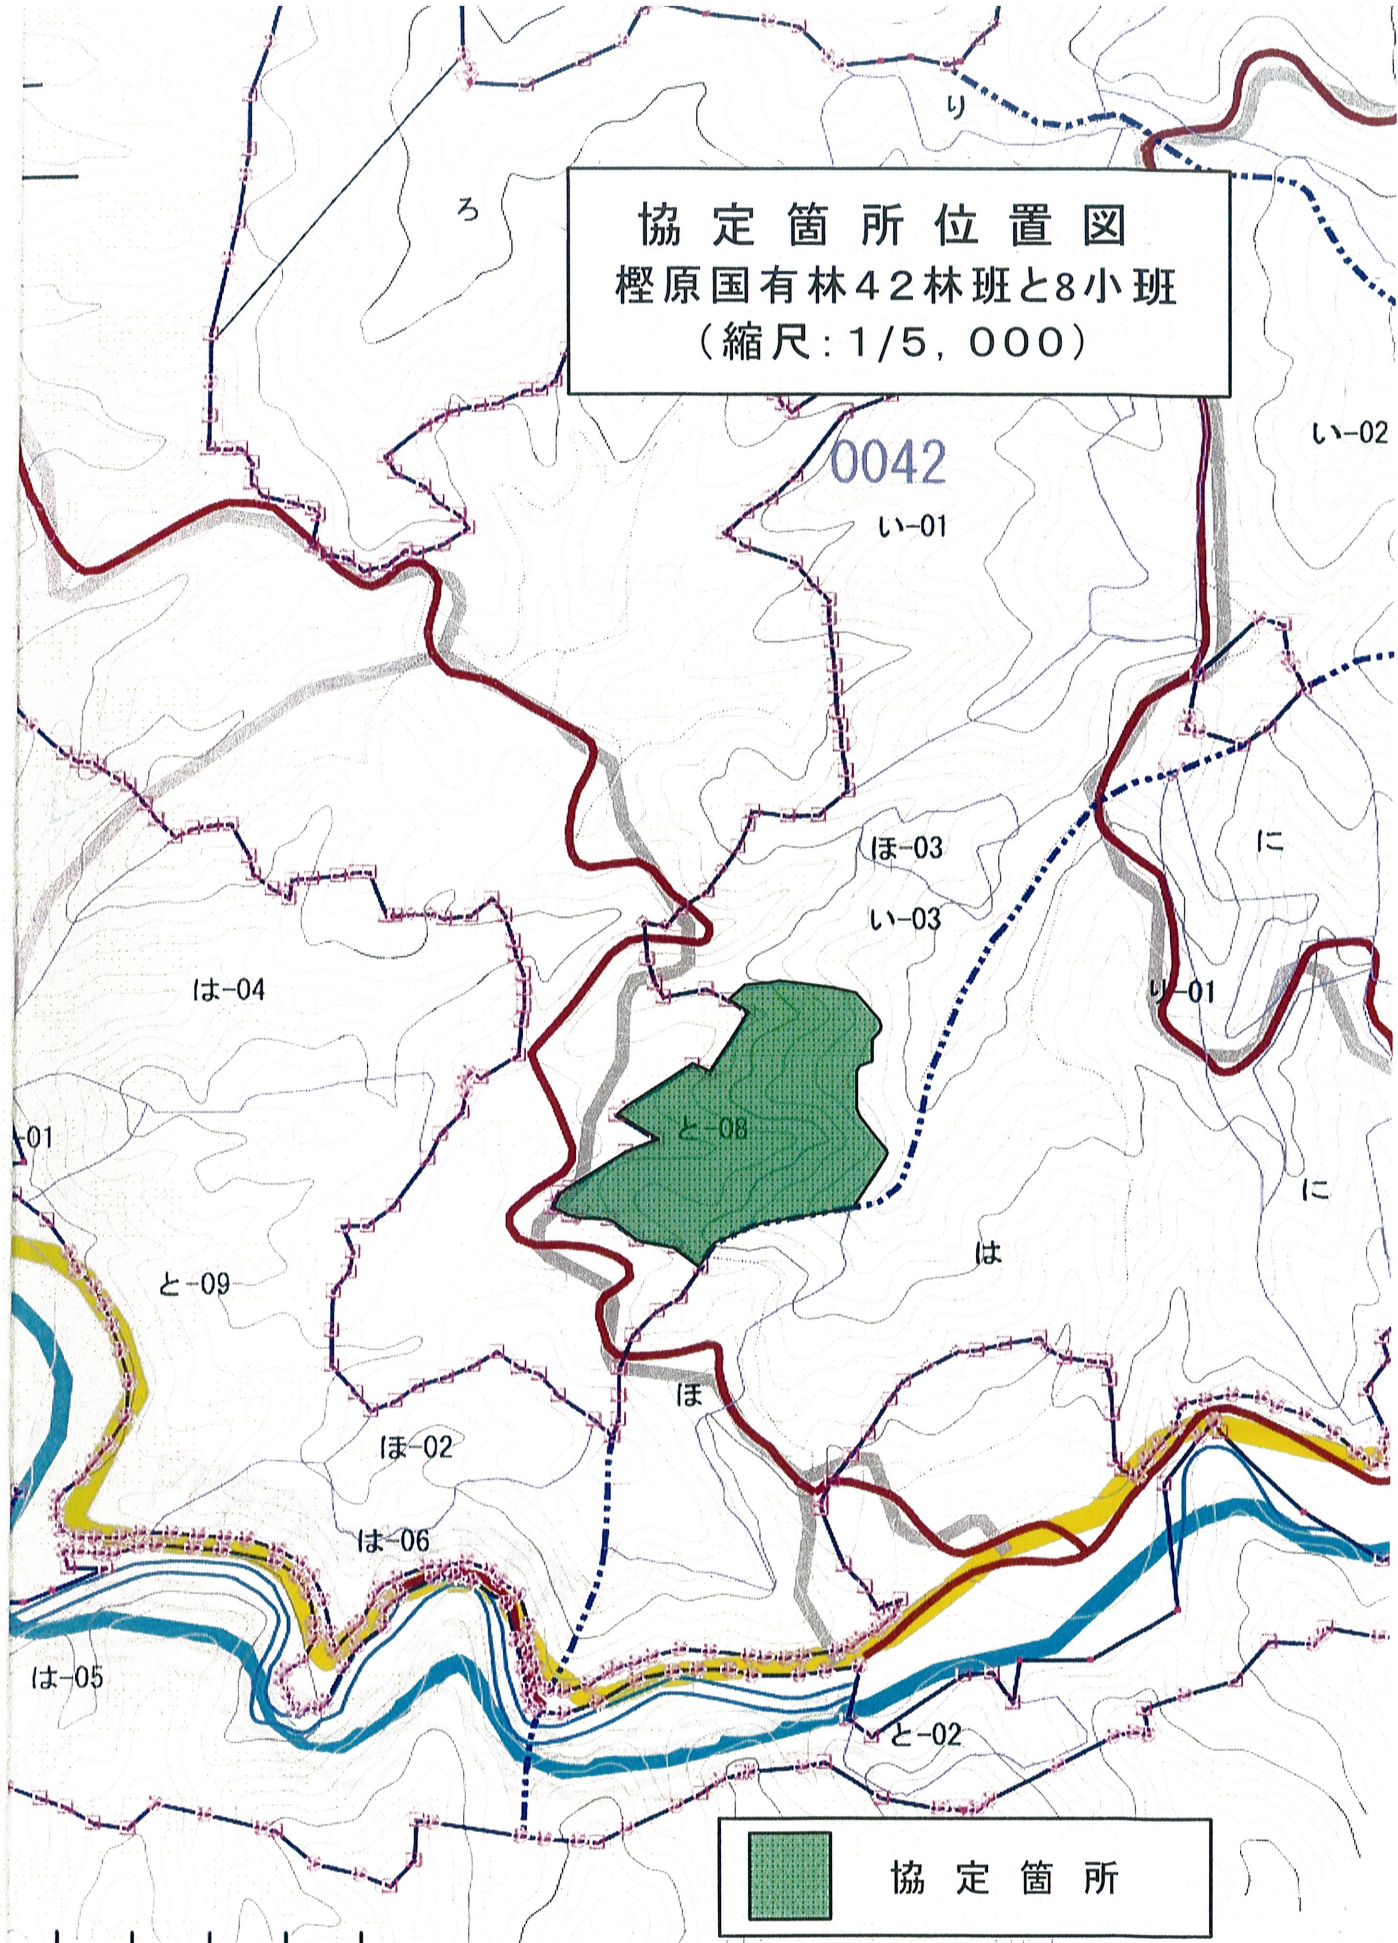 り
ろ
協定箇所位置図
樫原国有林42林班と8小班
（縮尺：1/5，000）
い-02
0042
い-01
ほ-03
に
い-03
は-04
り-01
と-08
-01
に
は
と-09
ほ
ほ-02
は-06
は-05
と-02
協定箇所